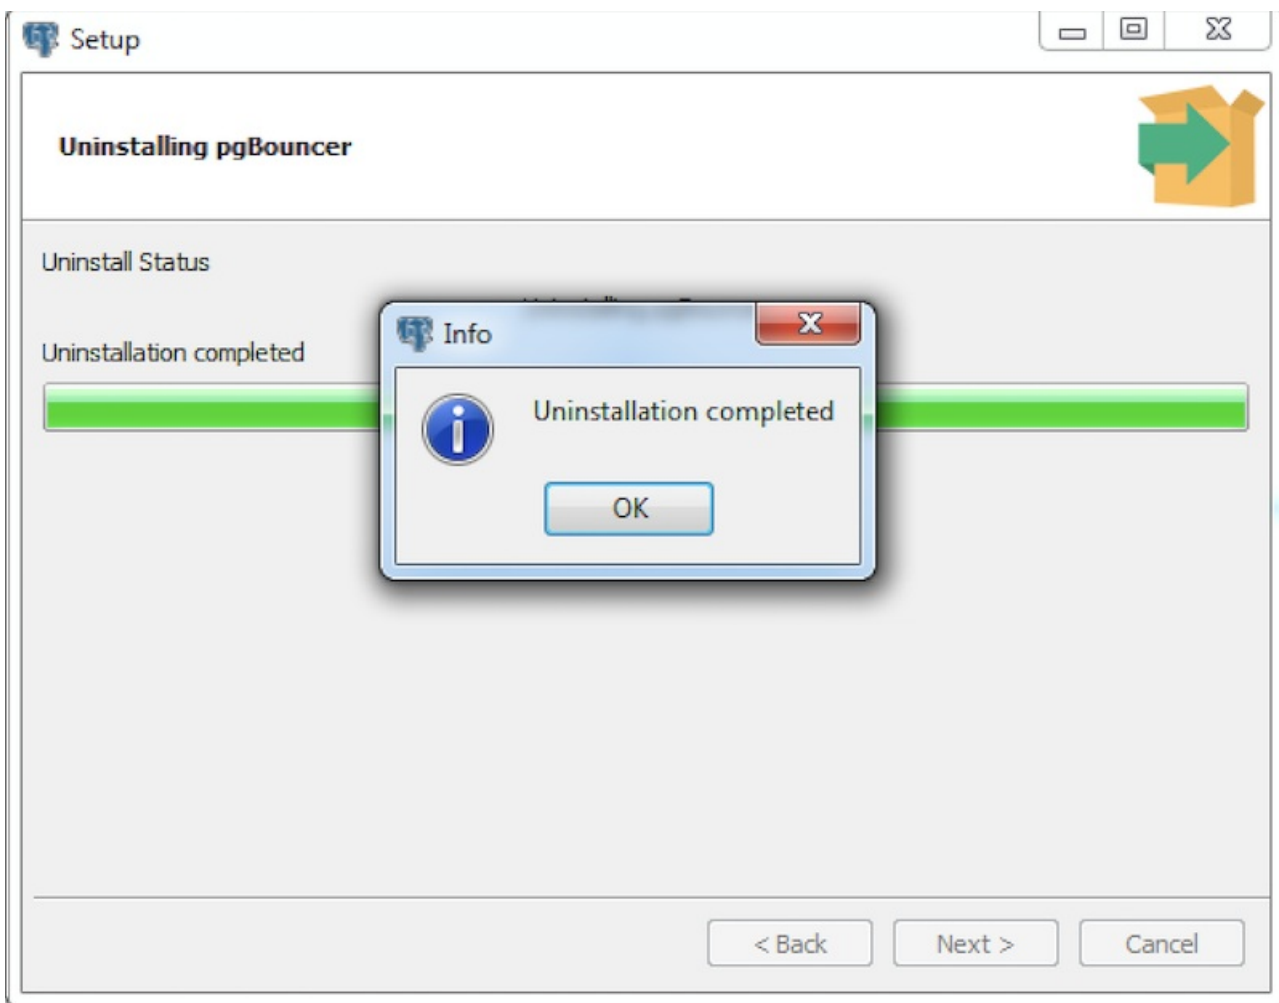 Setup
Uninstalling pgBouncer
Uninstall Status
Uninstallation completed
Info
Uninstallation completed
OK
< Back
Next >
Cancel